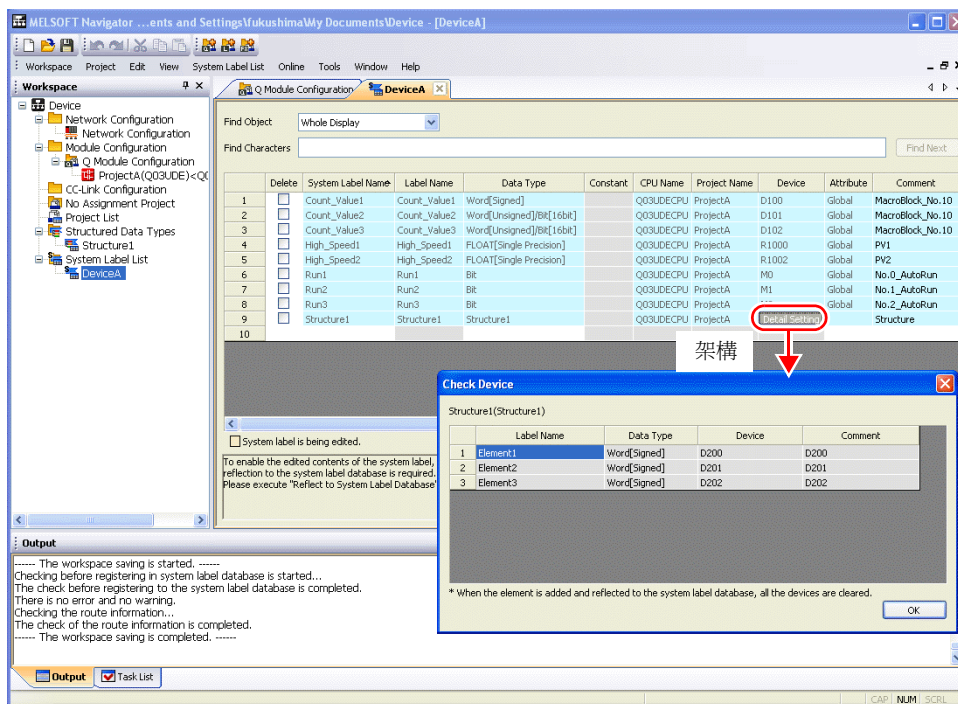 MELSOFT Navigator ...ents and Settings\fukushima\My Documents\Device - [DeviceA]
Workspace Project Edit View System Label List Online Tools Window Help
Workspace
Device
Network Configuration
Network Configuration
Module Configuration
Q Module Configuration
ProjectA(Q03UDE)<Q(
CC-Link Configuration
No Assignment Project
Project List
Structured Data Types
Structure1
System Label List
DeviceA
Q Module Configuration DeviceA
Find Object Whole Display
Find Characters Find Next
Delete System Label Name Label Name Data Type Constant CPU Name Project Name Device Attribute Comment
1 Count_Value1 Count_Value1 Word[Signed] Q03UDECPU ProjectA D100 Global MacroBlock_No.10
2 Count_Value2 Count_Value2 Word[Unsigned]/Bit[16bit] Q03UDECPU ProjectA D101 Global MacroBlock_No.10
3 Count_Value3 Count_Value3 Word[Unsigned]/Bit[16bit] Q03UDECPU ProjectA D102 Global MacroBlock_No.10
4 High_Speed1 High_Speed1 FLOAT[Single Precision] Q03UDECPU ProjectA R1000 Global PV1
5 High_Speed2 High_Speed2 FLOAT[Single Precision] Q03UDECPU ProjectA R1002 Global PV2
6 Run1 Run1 Bit Q03UDECPU ProjectA M0 Global No.0_AutoRun
7 Run2 Run2 Bit Q03UDECPU ProjectA M1 Global No.1_AutoRun
8 Run3 Run3 Bit Q03UDECPU ProjectA Global No.2_AutoRun
9 Structure1 Structure1 Structure1 Q03UDECPU ProjectA Detail Setting Structure
10
架構
System label is being edited.
To enable the edited contents of the system label,
reflection to the system label database is required.
Please execute "Reflect to System Label Database"
Check Device
Structure1(Structure1)
Label Name Data Type Device Comment
1 Element1 Word[Signed] D200 D200
2 Element2 Word[Signed] D201 D201
3 Element3 Word[Signed] D202 D202
* When the element is added and reflected to the system label database, all the devices are cleared.
OK
Output
------ The workspace saving is started. ------
Checking before registering in system label database is started...
The check before registering to the system label database is completed.
There is no error and no warning.
Checking the route information...
The check of the route information is completed.
------ The workspace saving is completed. ------
Output Task List
CAP NUM SCRL